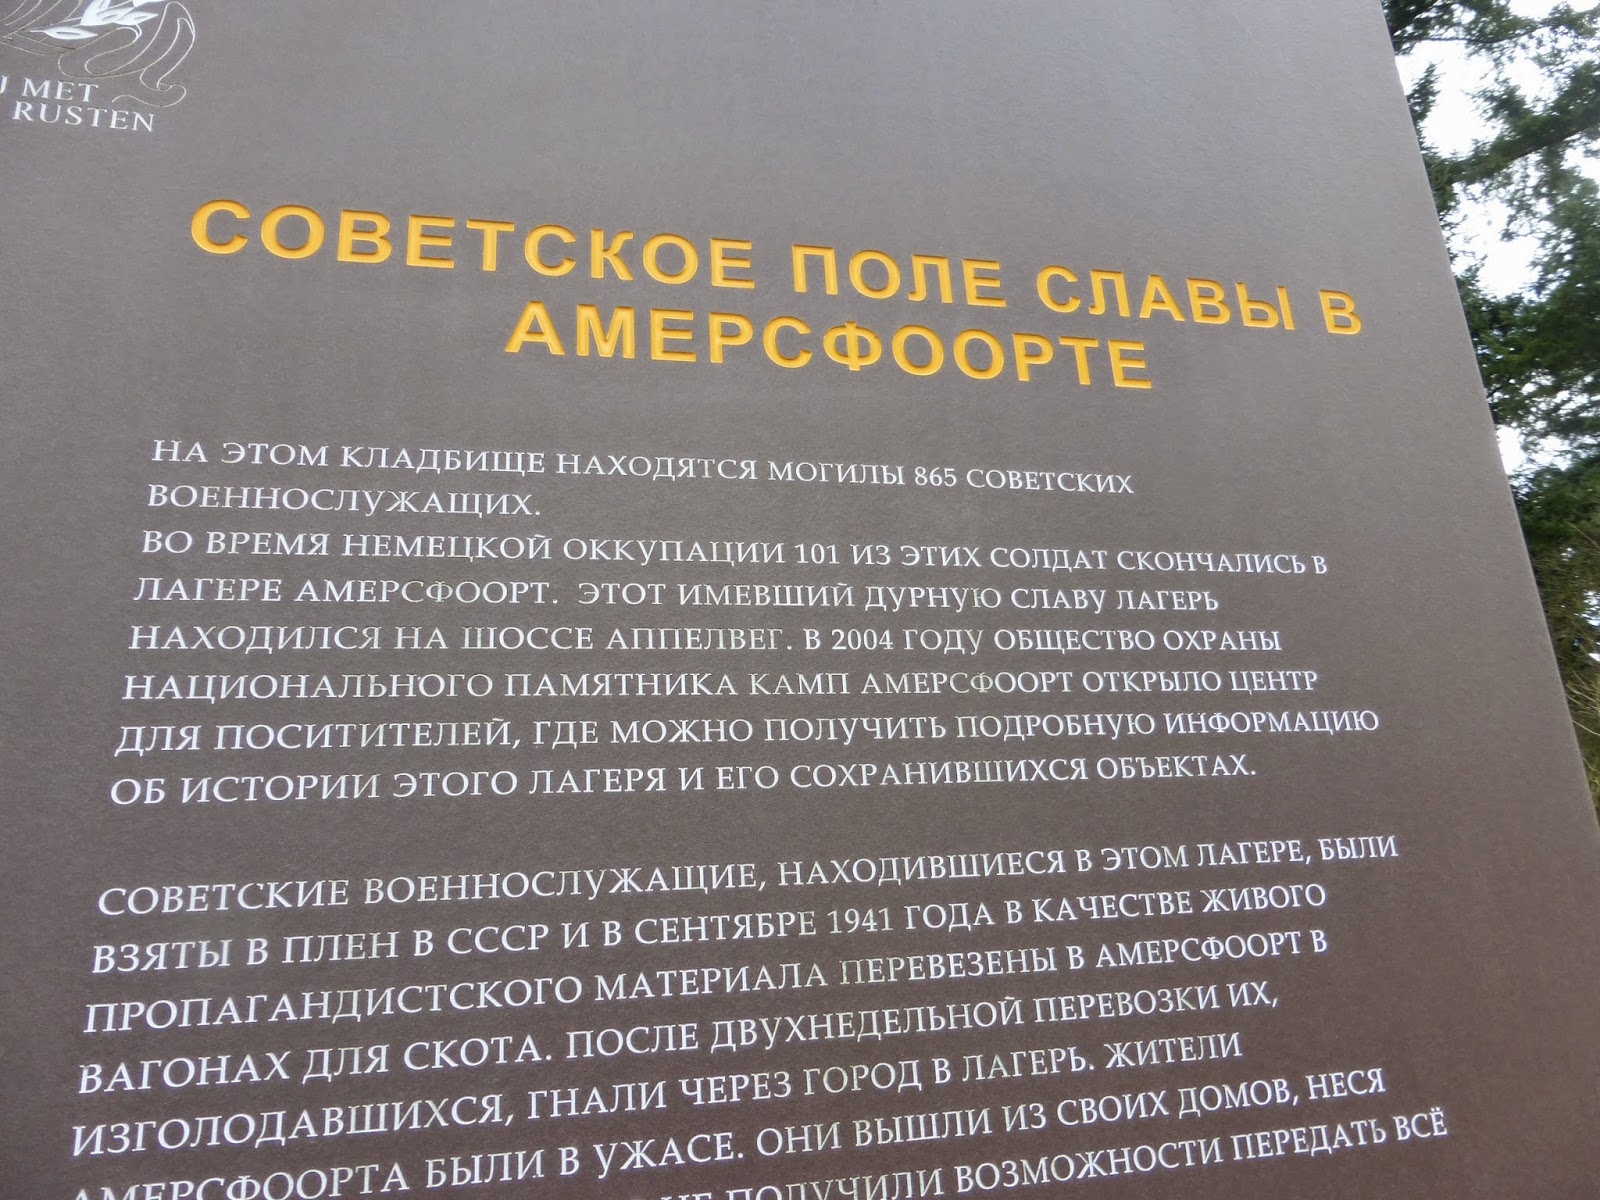 MET
RUSTEN
СОВЕТСКОЕ ПОЛЕ СЛАВЫ В
АМЕРСФООРТЕ
НА ЭТОМ КЛАДБИЩЕ НАХОДЯТСЯ МОГИЛЫ 865 СОВЕТСКИХ
ВОЕННОСЛУЖАЩИХ.
ВО ВРЕМЯ НЕМЕЦКОЙ ОККУПАЦИИ 101 ИЗ ЭТИХ СОЛДАТ СКОНЧАЛИСЬ В
ЛАГЕРЕ АМЕРСФООРТ. ЭТОТ ИМЕВШИЙ ДУРНУЮ СЛАВУ ЛАГЕРЬ
НАХОДИЛСЯ НА ШОССЕ АППЕЛВЕГ. В 2004 ГОДУ ОБЩЕСТВО ОХРАНЫ
НАЦИОНАЛЬНОГО ПАМЯТНИКА КАМП АМЕРСФООРТ ОТКРЫЛО ЦЕНТР
ДЛЯ ПОСИТИТЕЛЕЙ, ГДЕ МОЖНО ПОЛУЧИТЬ ПОДРОБНУЮ ИНФОРМАЦИЮ
ОБ ИСТОРИИ ЭТОГО ЛАГЕРЯ И ЕГО СОХРАНИВШИХСЯ ОБЪЕКТАХ.
СОВЕТСКИЕ ВОЕННОСЛУЖАЩИЕ, НАХОДИВШИЕСЯ В ЭТОМ ЛАГЕРЕ, БЫЛИ
ВЗЯТЫ В ПЛЕН В СССР И В СЕНТЯБРЕ 1941 ГОДА В КАЧЕСТВЕ ЖИВОГО
ПРОПАГАНДИСТСКОГО МАТЕРИАЛА ПЕРЕВЕЗЕНЫ В АМЕРСФООРТ В
ВАГОНАХ ДЛЯ СКОТА. ПОСЛЕ ДВУХНЕДЕЛЬНОЙ ПЕРЕВОЗКИ ИХ,
ИЗГОЛОДАВШИХСЯ, ГНАЛИ ЧЕРЕЗ ГОРОД В ЛАГЕРЬ. ЖИТЕЛИ
АМЕРСФООРТА БЫЛИ В УЖАСЕ. ОНИ ВЫШЛИ ИЗ СВОИХ ДОМОВ, НЕСЯ
НЕ ПОЛУЧИЛИ ВОЗМОЖНОСТИ ПЕРЕДАТЬ ВСЁ